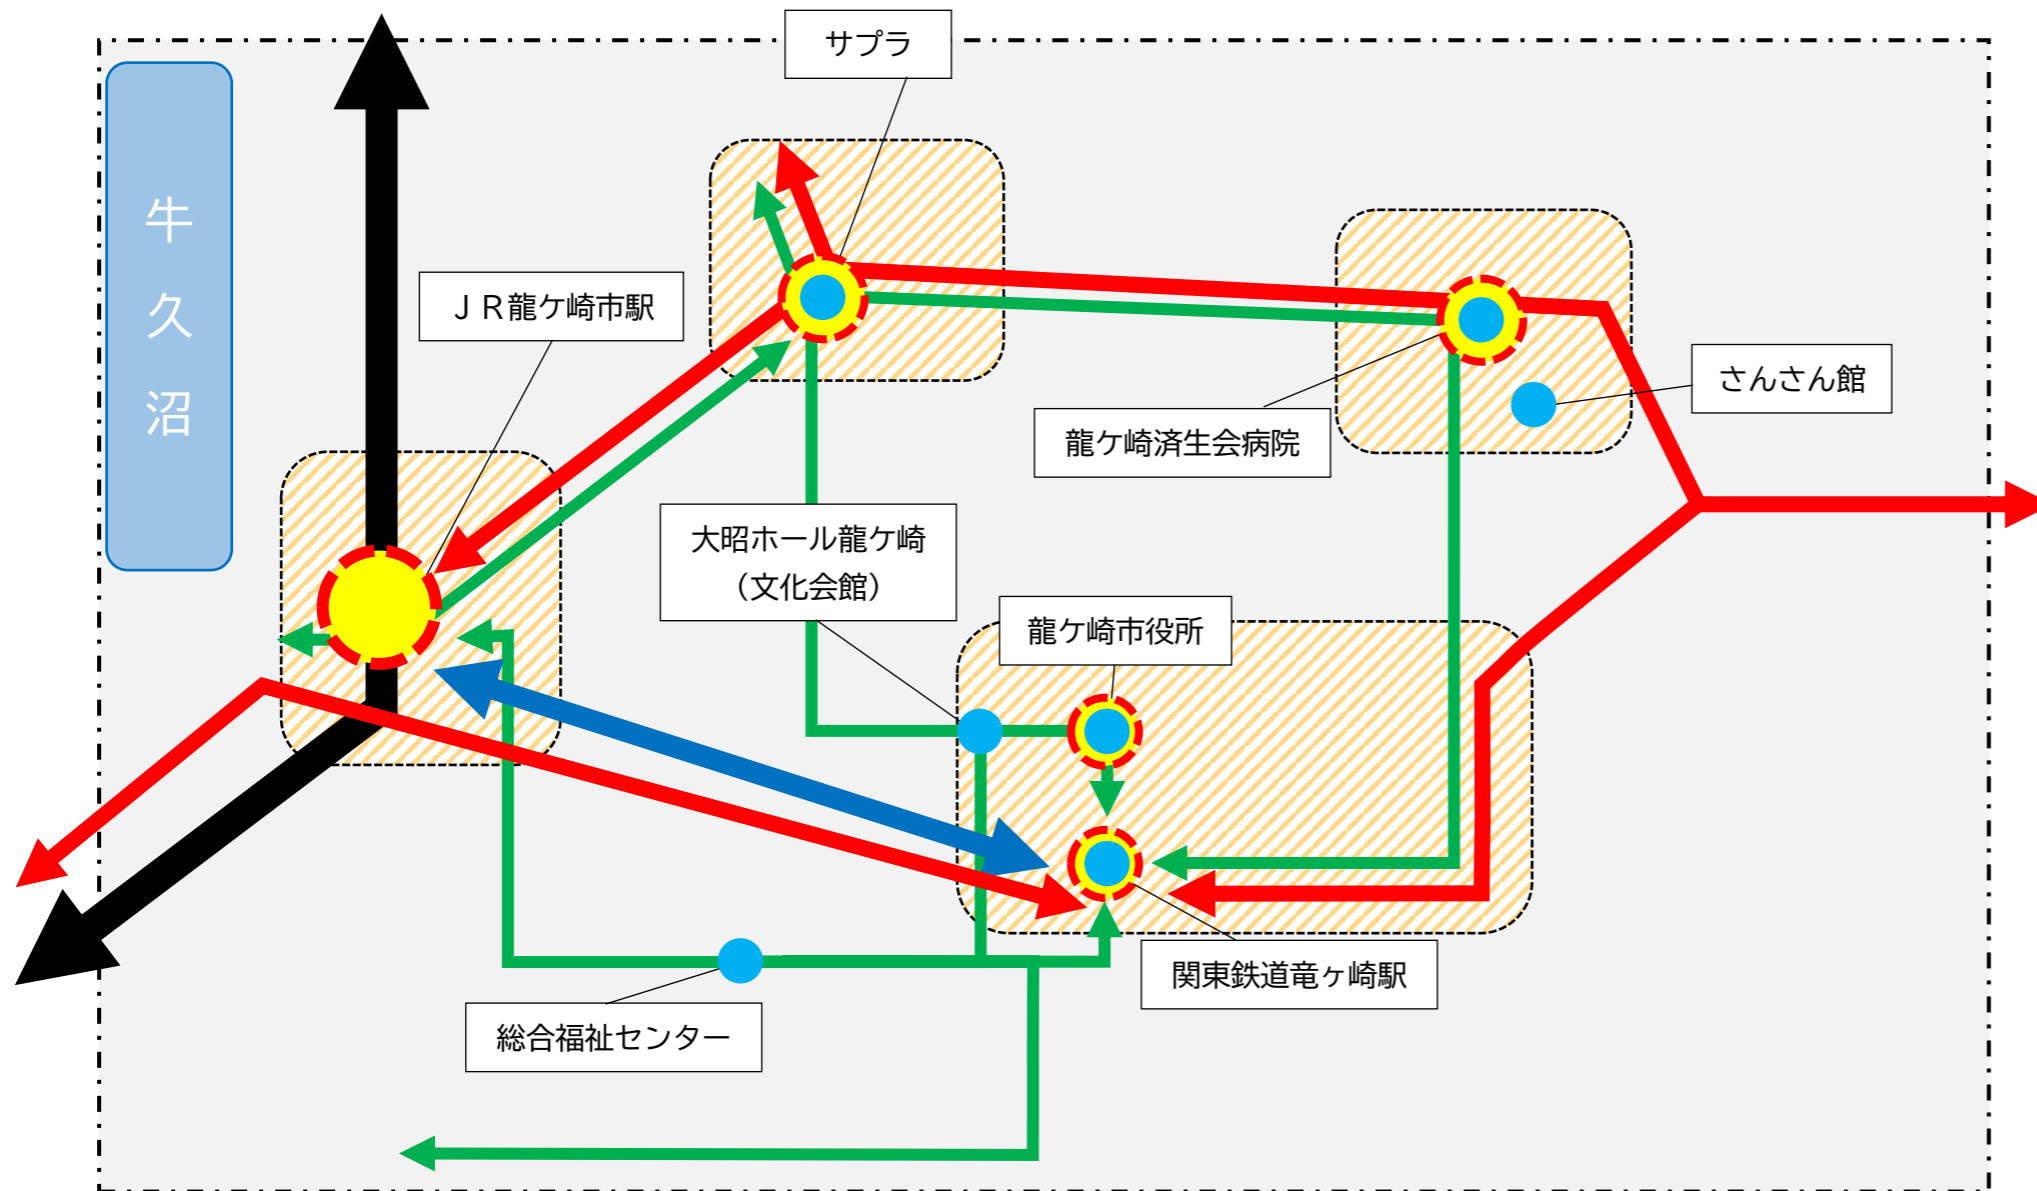 サプラ
牛久沼
ＪＲ龍ケ崎市駅
さんさん館
龍ケ崎済生会病院
大昭ホール龍ケ崎
（文化会館）
龍ケ崎市役所
関東鉄道竜ヶ崎駅
総合福祉センター